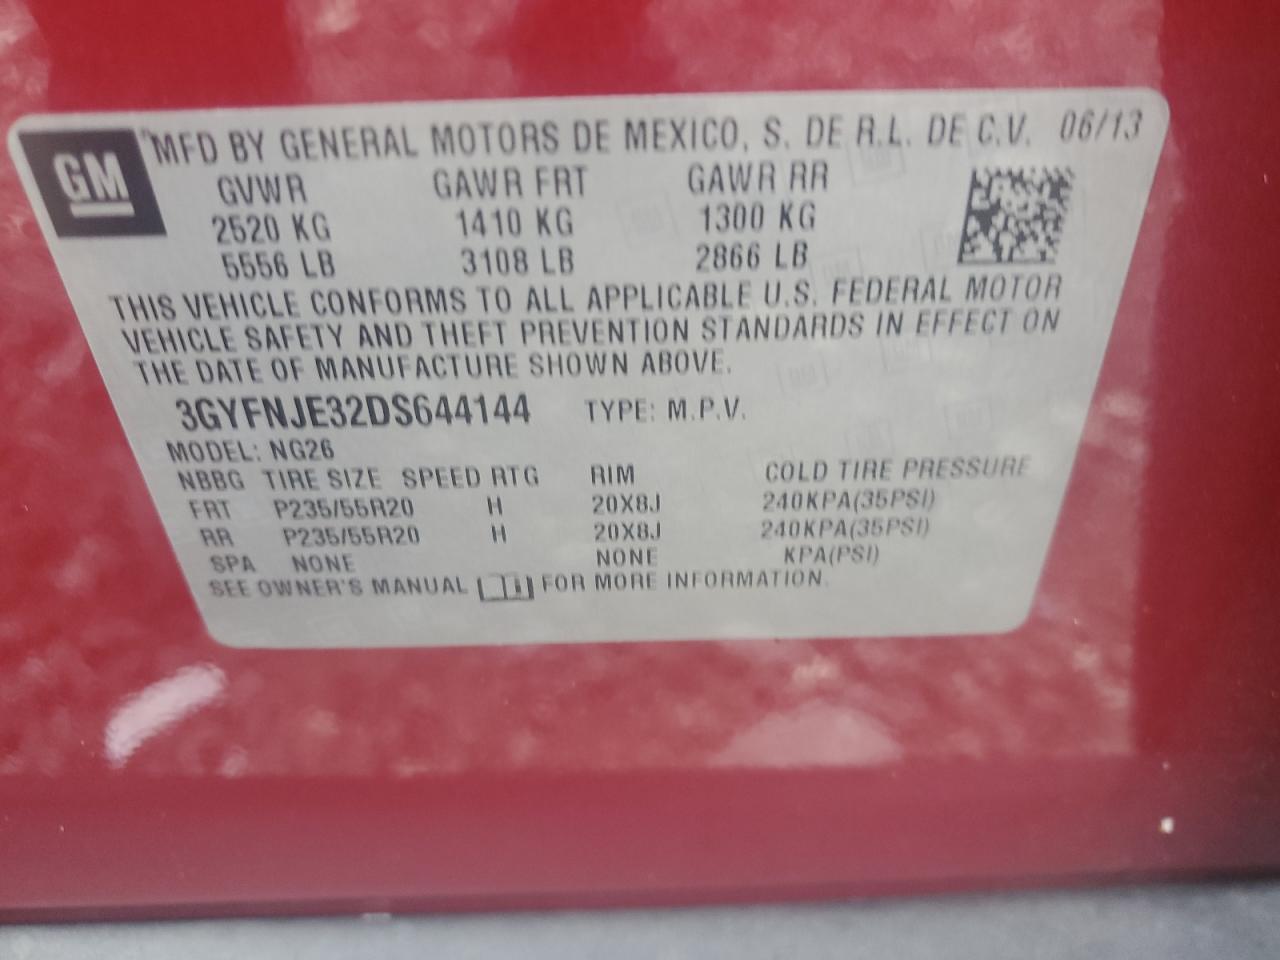 GM
MFD BY GENERAL MOTORS DE MEXICO, S. DE R.L. DE C.V. 06/13
GVWR GAWR FRT GAWR RR
2520 KG 1410 KG 1300 KG
5556 LB 3108 LB 2866 LB
THIS VEHICLE CONFORMS TO ALL APPLICABLE U.S. FEDERAL MOTOR
VEHICLE SAFETY AND THEFT PREVENTION STANDARDS IN EFFECT ON
THE DATE OF MANUFACTURE SHOWN ABOVE.
3GYFNJE32DS644144 TYPE: M.P.V.
MODEL: NG26
NBBG TIRE SIZE SPEED RTG RIM COLD TIRE PRESSURE
FRT P235/55R20 H 20X8J 240KPA(35PSI)
RR P235/55R20 H 20X8J 240KPA(35PSI)
SPA NONE NONE KPA(PSI)
SEE OWNER'S MANUAL FOR MORE INFORMATION.